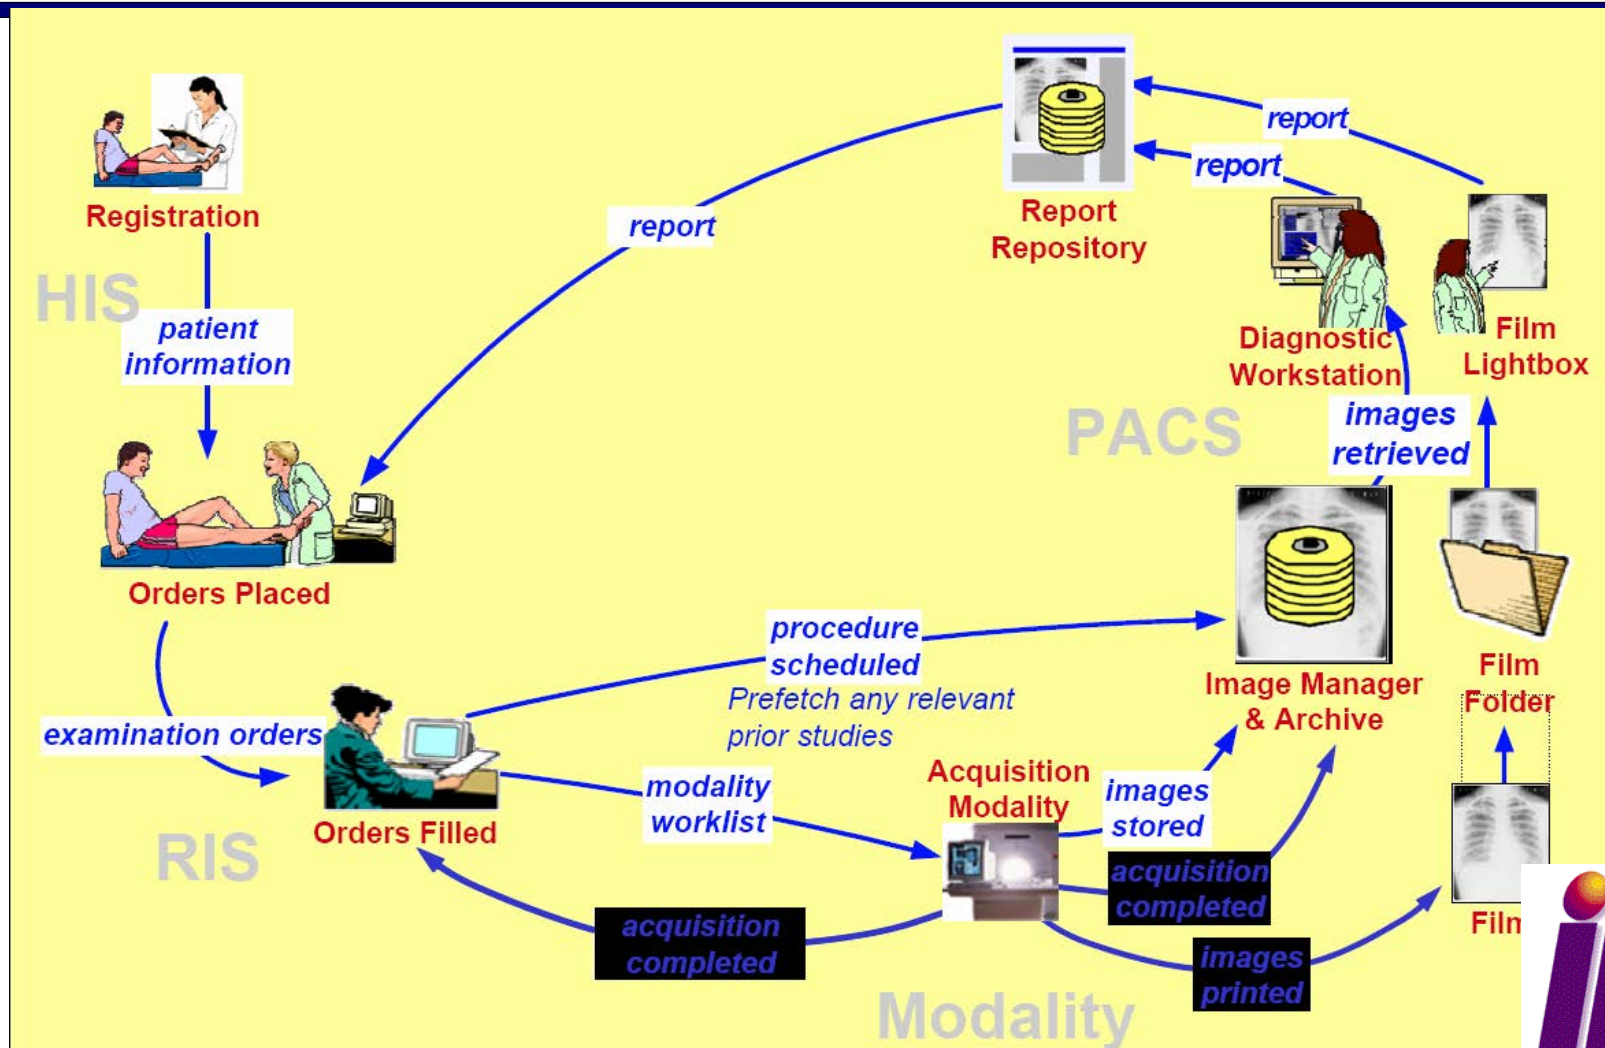 Registration
HIS
patient
information
Orders Placed
examination orders
RIS
Orders Filled
report
Report
Repository
report
report
Diagnostic
Workstation
Film
Lightbox
PACS
images
retrieved
procedure
scheduled
Prefetch any relevant
prior studies
Image Manager
& Archive
Film
Folder
modality
worklist
Acquisition
Modality
images
stored
acquisition
completed
acquisition
completed
images
printed
Film
Modality